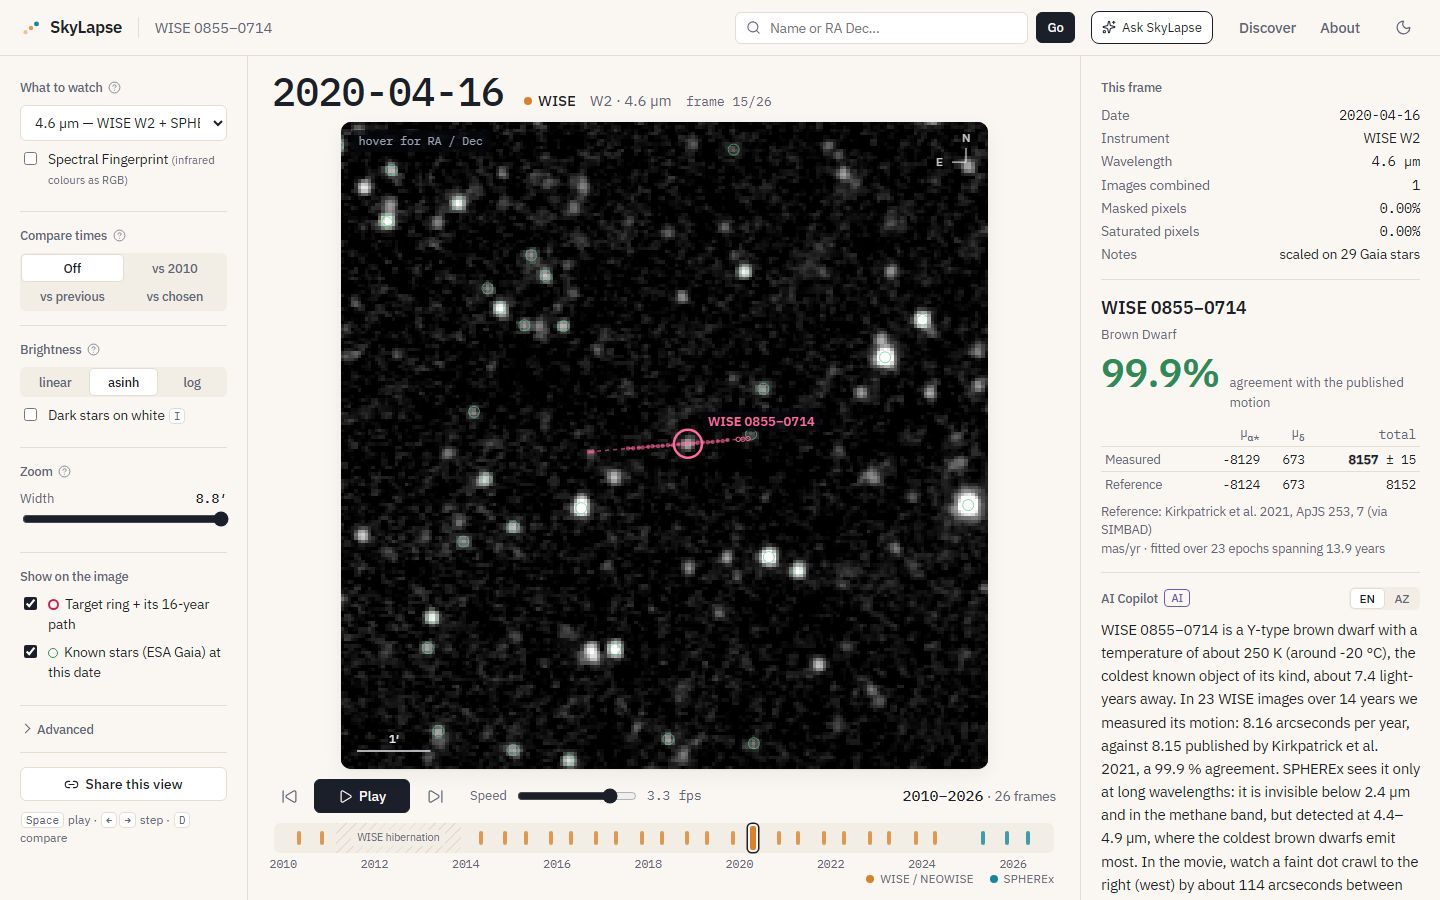 SkyLapse
WISE 0855–0714
Name or RA Dec...
Go
Ask SkyLapse
Discover
About
What to watch
4.6 µm — WISE W2 + SPHE
Spectral Fingerprint (infrared
colours as RGB)
Compare times
Off
vs 2010
vs previous
vs chosen
Brightness
linear
asinh
log
Dark stars on white I
Zoom
Width 8.8′
Show on the image
Target ring + its 16-year
path
Known stars (ESA Gaia) at
this date
Advanced
Share this view
Space play · ← → step · D
compare
2020-04-16
WISE W2 · 4.6 µm frame 15/26
hover for RA / Dec
N
E
WISE 0855–0714
1′
Play
Speed 3.3 fps
2010–2026 · 26 frames
WISE hibernation
2010 2012 2014 2016 2018 2020 2022 2024 2026
WISE / NEOWISE SPHEREx
This frame
Date 2020-04-16
Instrument WISE W2
Wavelength 4.6 µm
Images combined 1
Masked pixels 0.00%
Saturated pixels 0.00%
Notes scaled on 29 Gaia stars
WISE 0855–0714
Brown Dwarf
99.9% agreement with the published
motion
μα* μδ total
Measured -8129 673 8157 ± 15
Reference -8124 673 8152
Reference: Kirkpatrick et al. 2021, ApJS 253, 7 (via
SIMBAD)
mas/yr · fitted over 23 epochs spanning 13.9 years
AI Copilot AI
EN AZ
WISE 0855–0714 is a Y-type brown dwarf with a
temperature of about 250 K (around -20 °C), the
coldest known object of its kind, about 7.4 light-
years away. In 23 WISE images over 14 years we
measured its motion: 8.16 arcseconds per year,
against 8.15 published by Kirkpatrick et al.
2021, a 99.9 % agreement. SPHEREx sees it only
at long wavelengths: it is invisible below 2.4 µm
and in the methane band, but detected at 4.4–
4.9 µm, where the coldest brown dwarfs emit
most. In the movie, watch a faint dot crawl to the
right (west) by about 114 arcseconds between